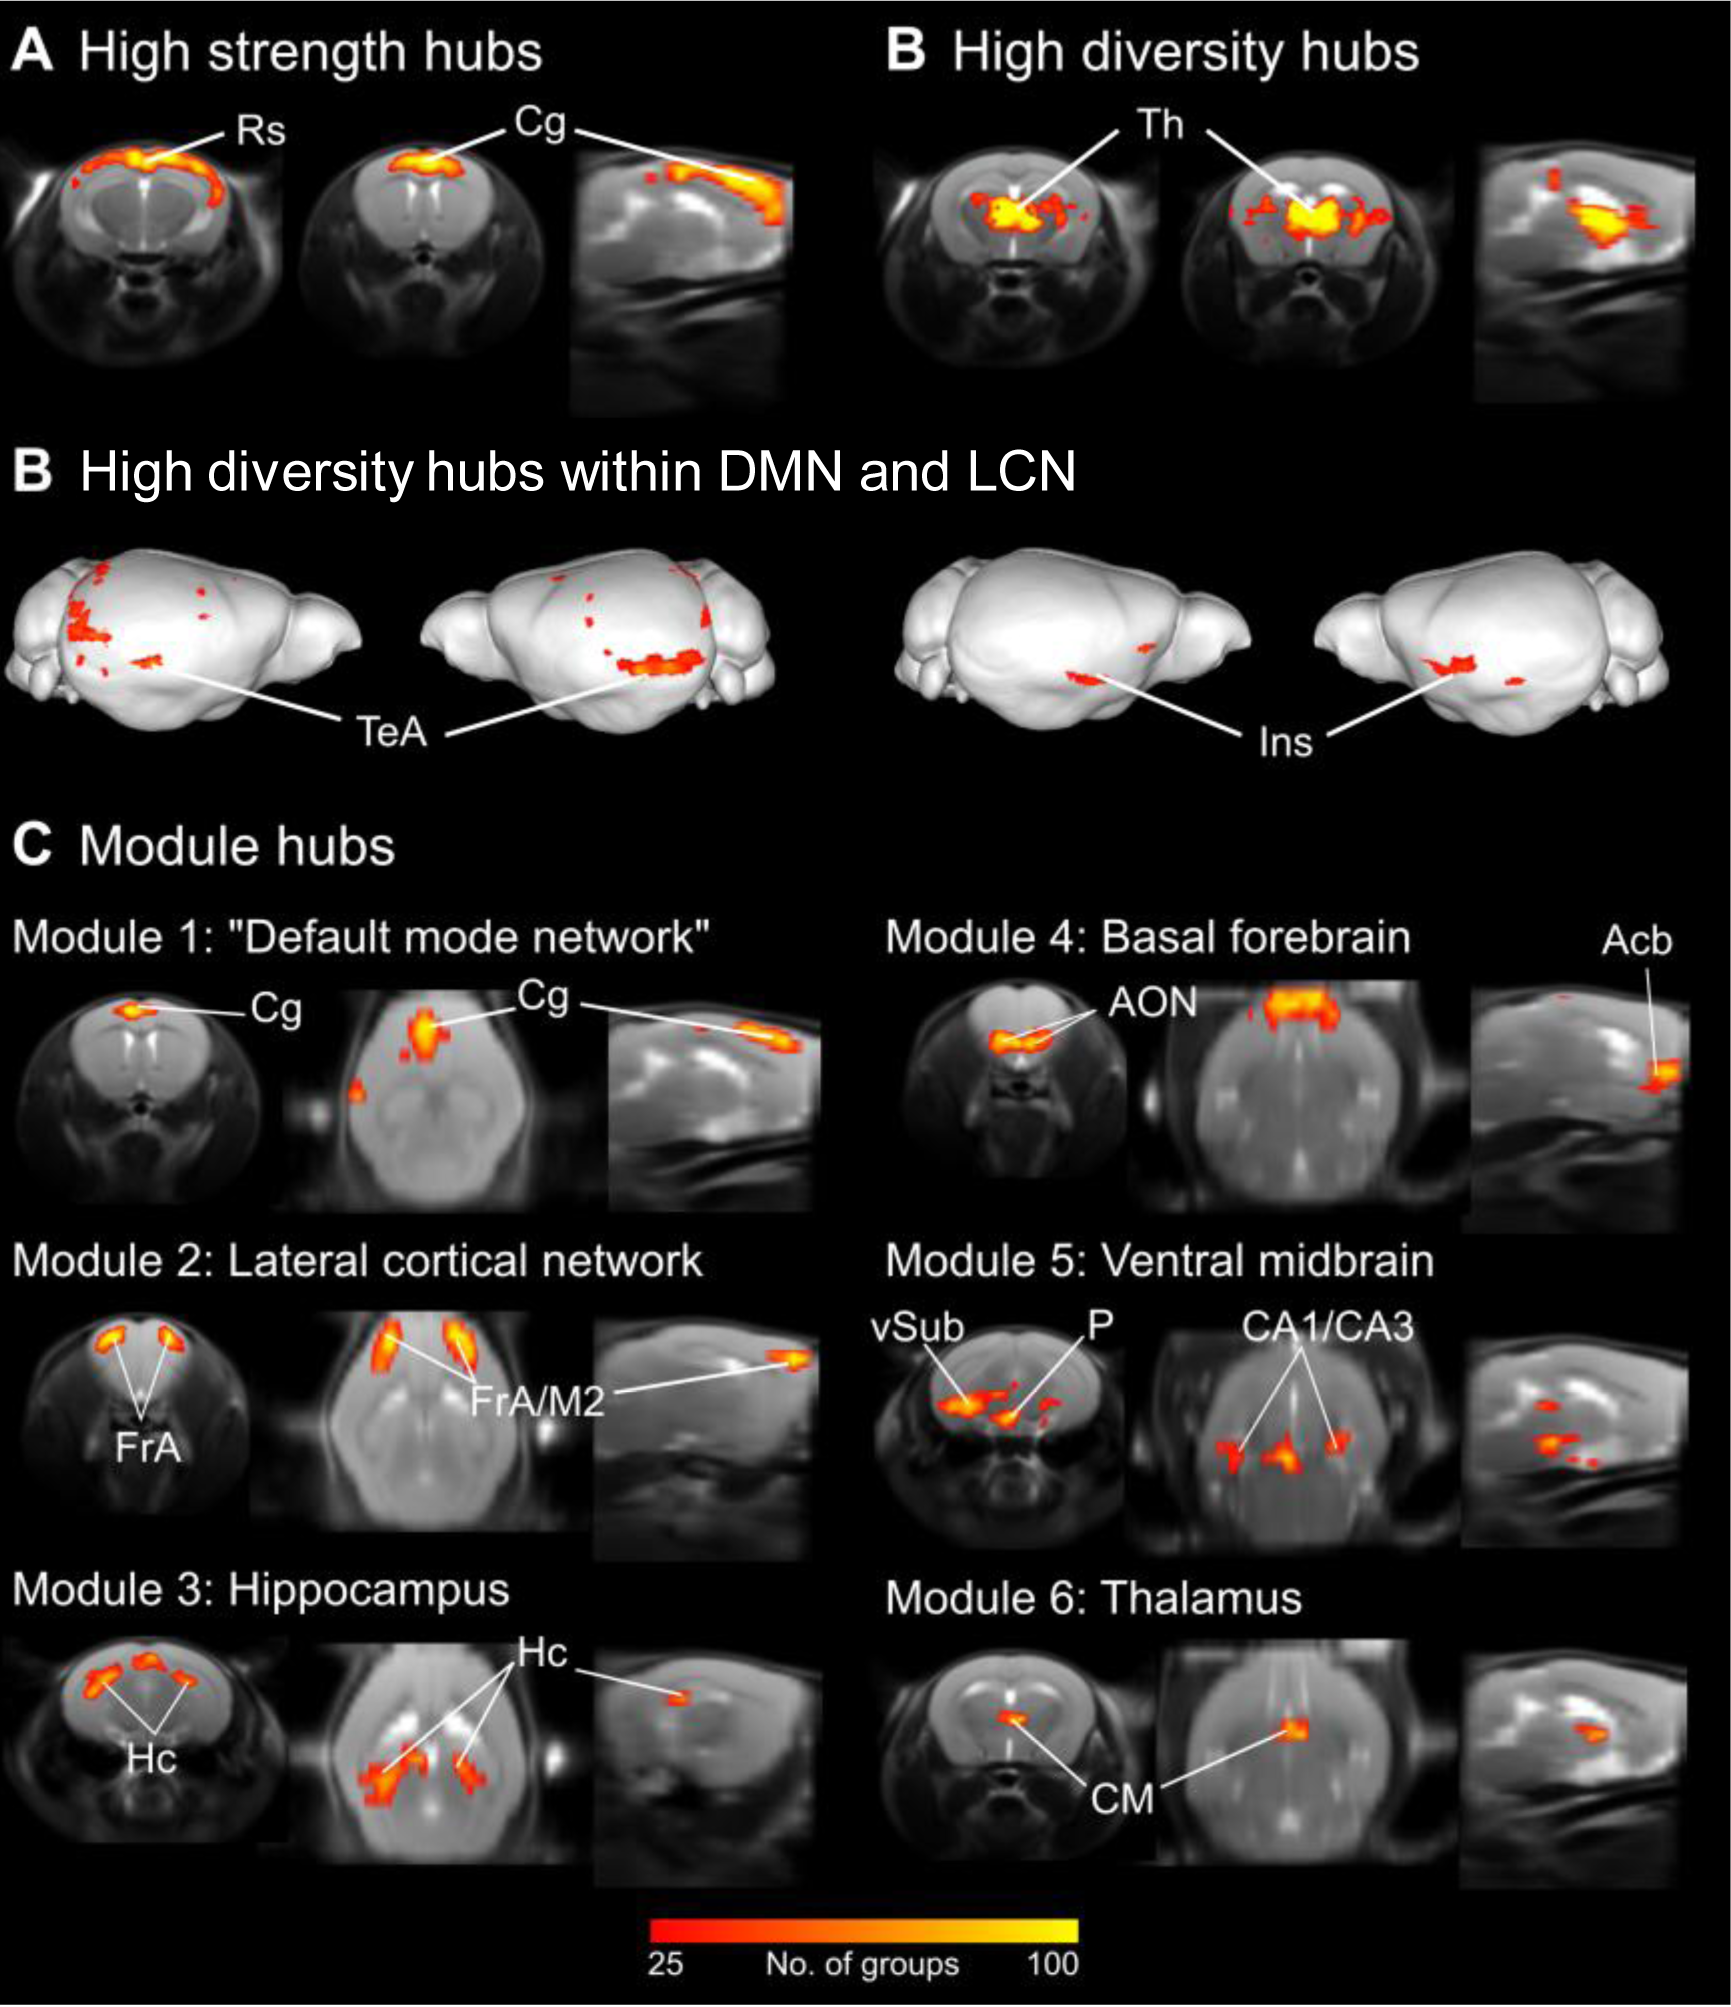 A High strength hubs
B High diversity hubs
Rs
Cg
Th
B High diversity hubs within DMN and LCN
TeA
Ins
C Module hubs
Module 1: "Default mode network"
Cg
Cg
Module 4: Basal forebrain
Acb
AON
Module 2: Lateral cortical network
FrA
FrA/M2
Module 5: Ventral midbrain
vSub
P
CA1/CA3
Module 3: Hippocampus
Hc
Hc
Module 6: Thalamus
CM
25 No. of groups 100